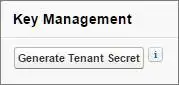 Key Management
Generate Tenant Secret
i